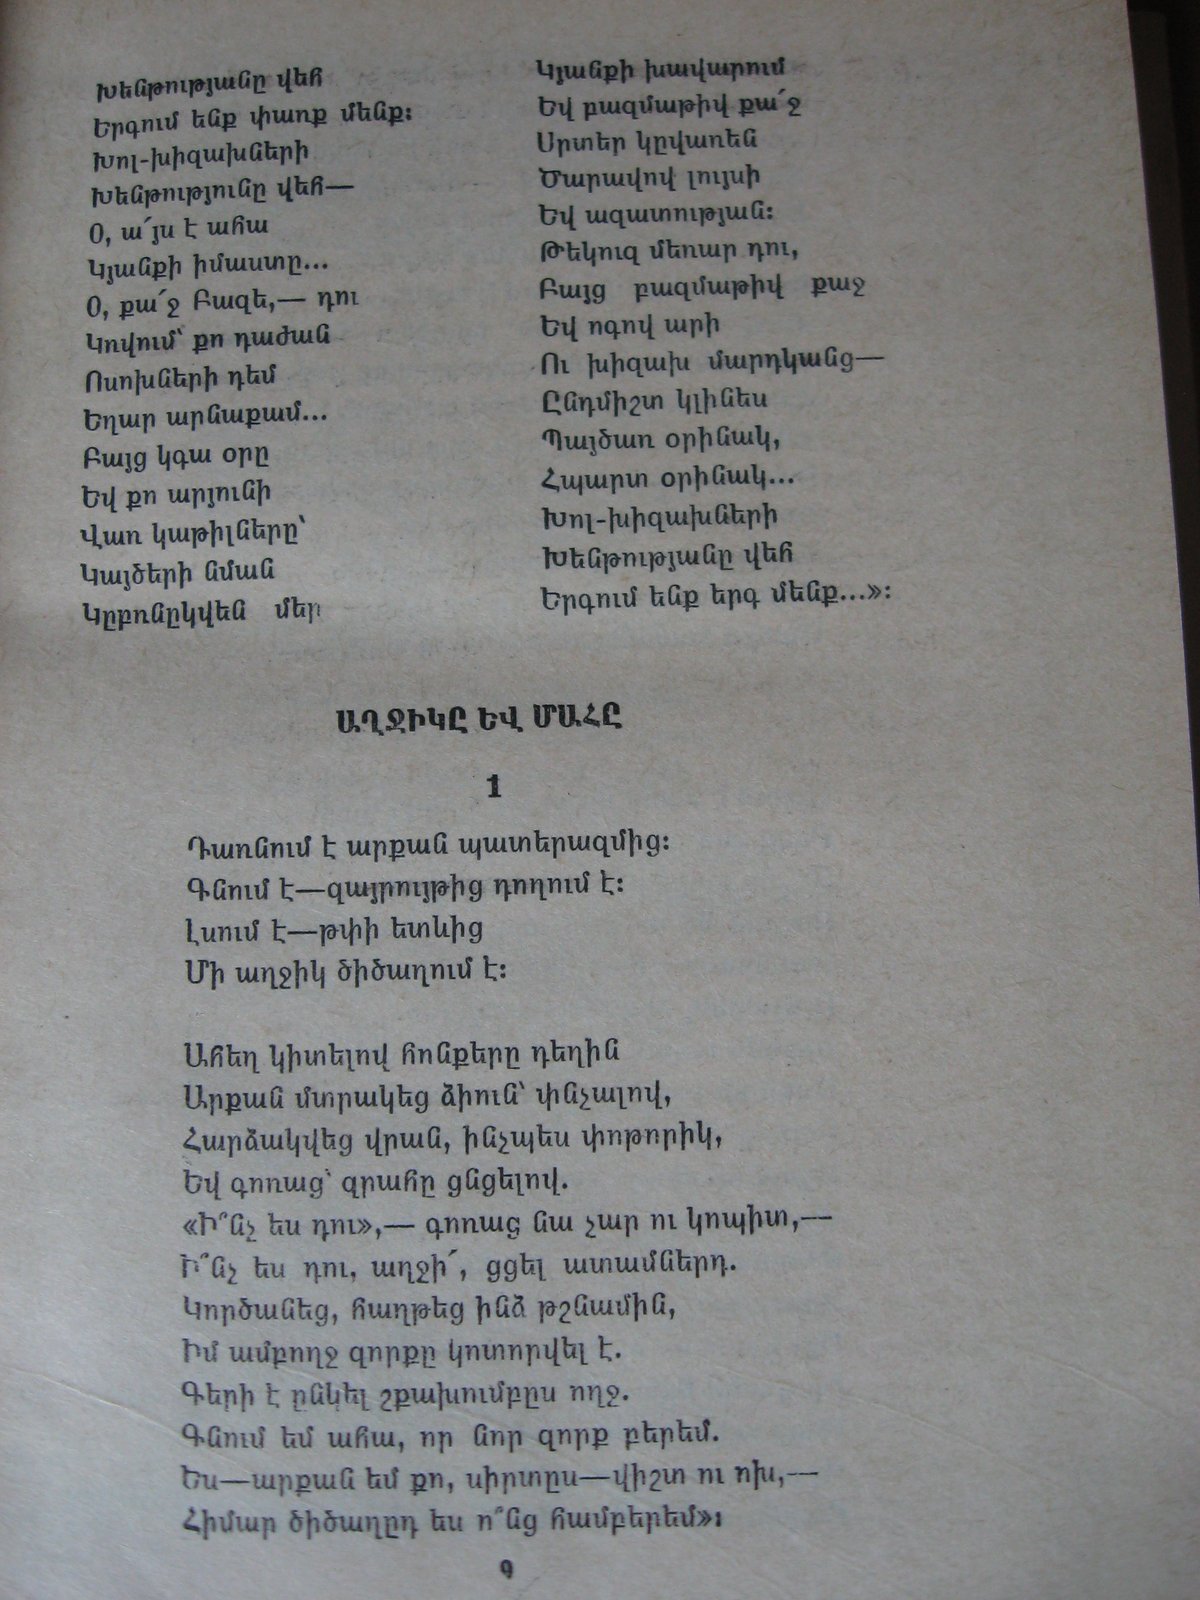 Խենթությանը վեհ
Երգում ենք փառք մենք։
Խոլ-խիզախների
Խենթությունը վեհ—
Օ, ա՛յս է ահա
Կյանքի իմաստը...
Օ, քա՛ջ Բազե,— դու
Կովում՝ քո դաժան
Ոսոխների դեմ
Եղար արնաքամ...
Բայց կգա օրը
Եվ քո արյունի
Վառ կաթիլները՝
Կայծերի նման
Կըբռնըկվեն մեր
Կյանքի խավարում
Եվ բազմաթիվ քա՛ջ
Սրտեր կըվառեն
Ծարավով լույսի
Եվ ազատության։
Թեկուզ մեռար դու,
Բայց բազմաթիվ քաջ
Եվ ոգով արի
Ու խիզախ մարդկանց—
Ընդմիշտ կլինես
Պայծառ օրինակ,
Հպարտ օրինակ...
Խոլ-խիզախների
Խենթությանը վեհ
Երգում ենք երգ մենք...»։
ԱՂՋԻԿԸ ԵՎ ՄԱՀԸ
1
Դառնում է արքան պատերազմից։
Գնում է—զայրույթից դողում է։
Լսում է—թփի ետևից
Մի աղջիկ ծիծաղում է։
Ահեղ կիտելով հոնքերը դեղին
Արքան մտրակեց ձիուն՝ փնչալով,
Հարձակվեց վրան, ինչպես փոթորիկ,
Եվ գոռաց՝ զրահը ցնցելով.
«Ի՞նչ ես դու»,— գոռաց նա չար ու կոպիտ,—
Ի՞նչ ես դու, աղջի՛, ցցել ատամներդ.
Կործանեց, հաղթեց ինձ թշնամին,
Իմ ամբողջ զորքը կոտորվել է.
Գերի է ընկել շքախումբըս ողջ.
Գնում եմ ահա, որ նոր զորք բերեմ.
Ես—արքան եմ քո, սիրտըս—վիշտ ու ոխ,—
Հիմար ծիծաղըդ ես ո՞նց համբերեմ»։
9